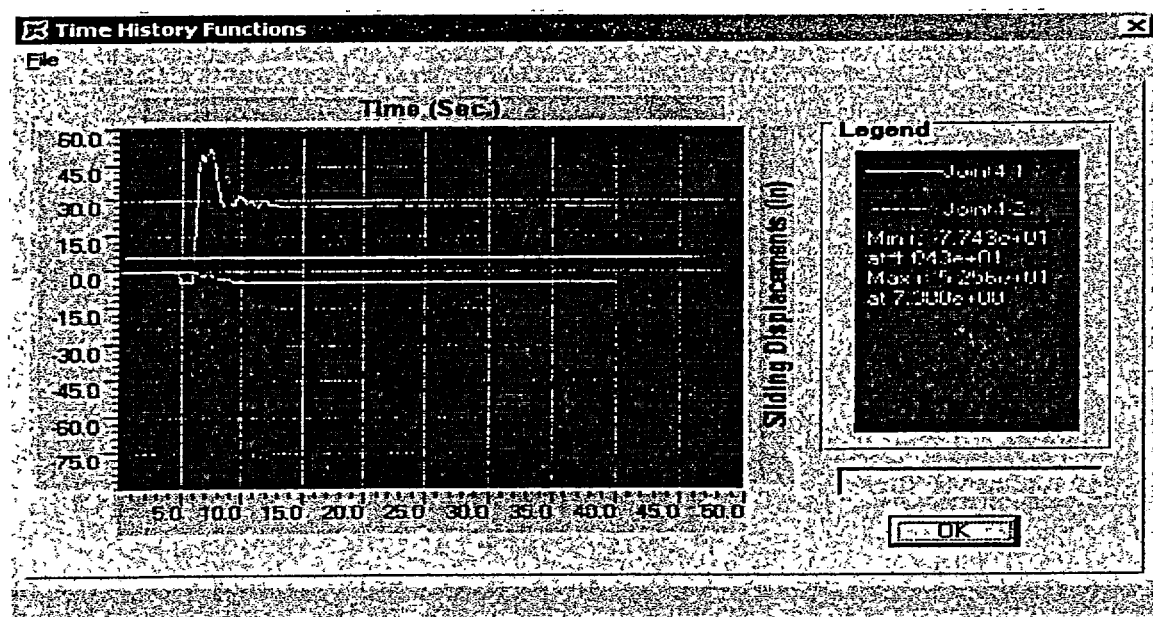 Time History Functions
File
Time (Sec.)
60.0
45.0
30.0
15.0
0.0
-15.0
-30.0
-45.0
-60.0
-75.0
5.0 10.0 15.0 20.0 25.0 30.0 35.0 40.0 45.0 50.0
Sliding Displacements (in)
Legend
Joint4 1
Joint4 2
Min is -7.743e+01
at
Max is 5.256e+01
at
OK